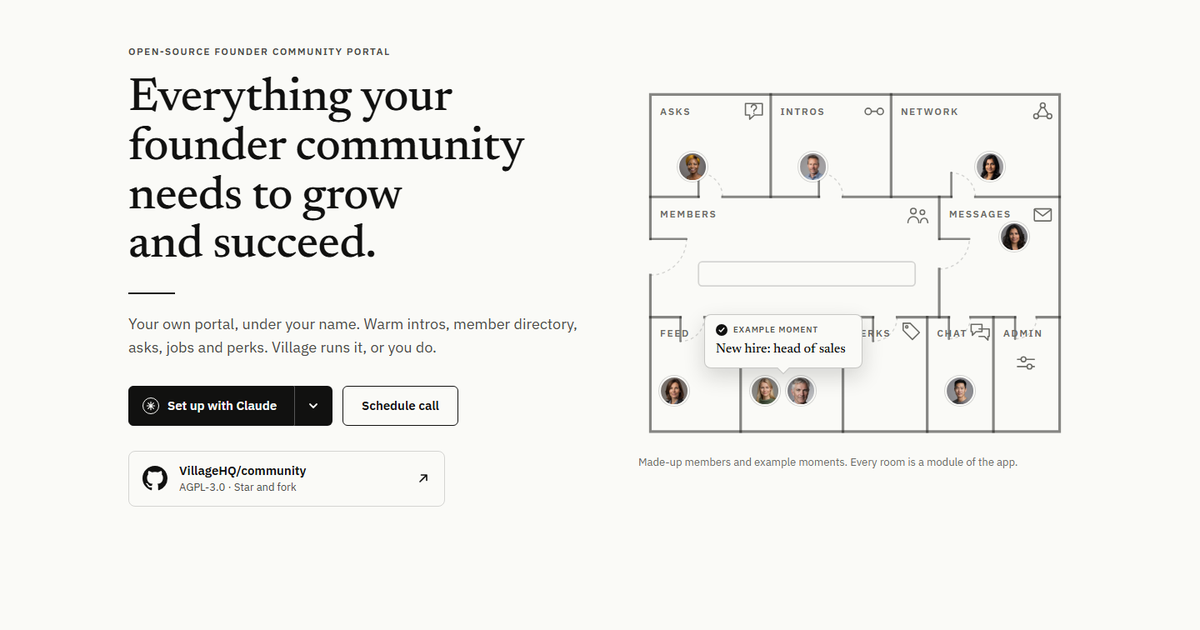 OPEN-SOURCE FOUNDER COMMUNITY PORTAL
Everything your
founder community
needs to grow
and succeed.
Your own portal, under your name. Warm intros, member directory,
asks, jobs and perks. Village runs it, or you do.
Set up with Claude
Schedule call
VillageHQ/community
AGPL-3.0 · Star and fork
ASKS
INTROS
NETWORK
MEMBERS
MESSAGES
FEED
EXAMPLE MOMENT
New hire: head of sales
CHAT
ADMIN
Made-up members and example moments. Every room is a module of the app.